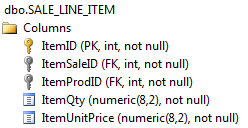 dbo.SALE_LINE_ITEM
Columns
ItemID (PK, int, not null)
ItemSaleID (FK, int, not null)
ItemProdID (FK, int, not null)
ItemQty (numeric(8,2), not null)
ItemUnitPrice (numeric(8,2), not null)